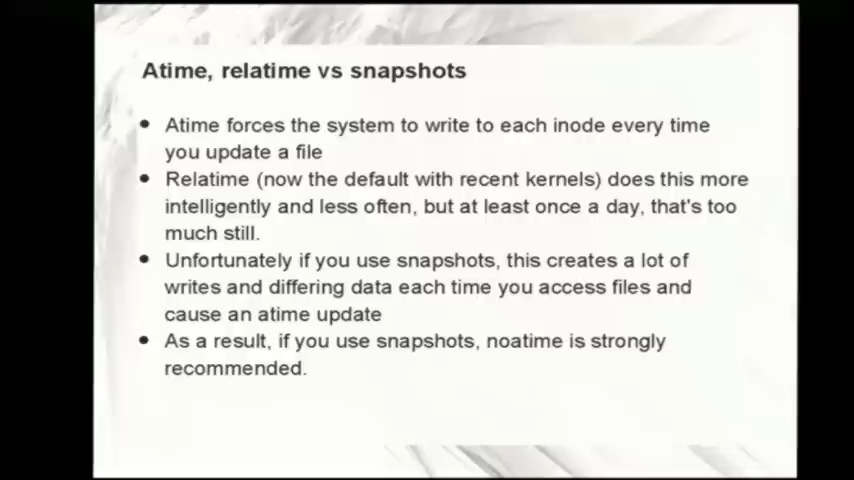 Atime, relatime vs snapshots
• Atime forces the system to write to each inode every time
you update a file
• Relatime (now the default with recent kernels) does this more
intelligently and less often, but at least once a day, that's too
much still.
• Unfortunately if you use snapshots, this creates a lot of
writes and differing data each time you access files and
cause an atime update
• As a result, if you use snapshots, noatime is strongly
recommended.